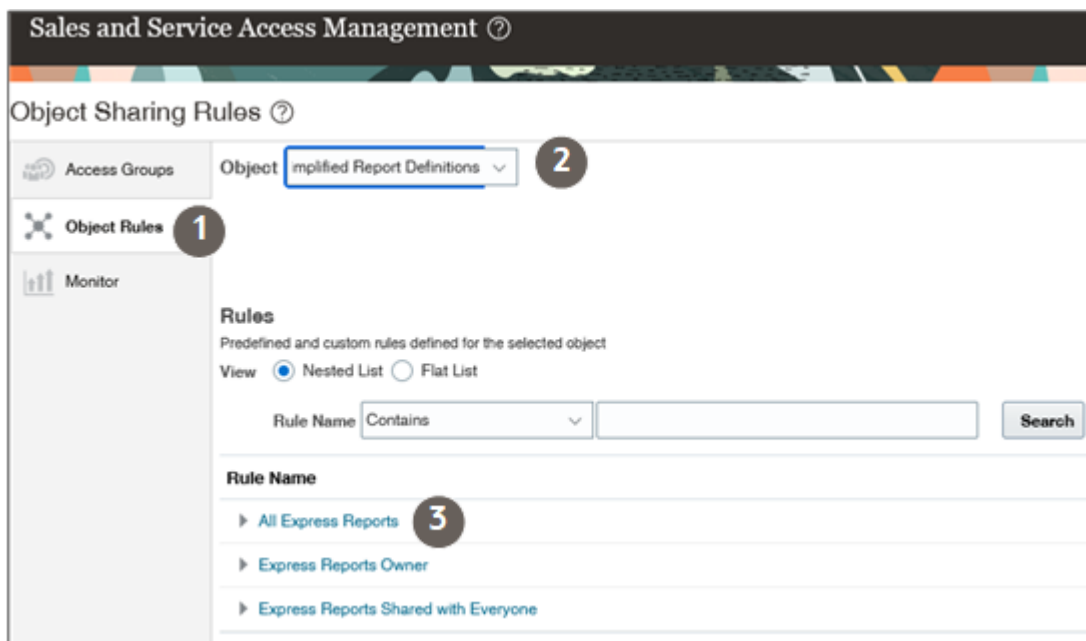 Sales and Service Access Management ?
Object Sharing Rules ?
Access Groups
Object Rules 1
Monitor
Object mplified Report Definitions 2
Rules
Predefined and custom rules defined for the selected object
View Nested List Flat List
Rule Name Contains Search
Rule Name
All Express Reports 3
Express Reports Owner
Express Reports Shared with Everyone